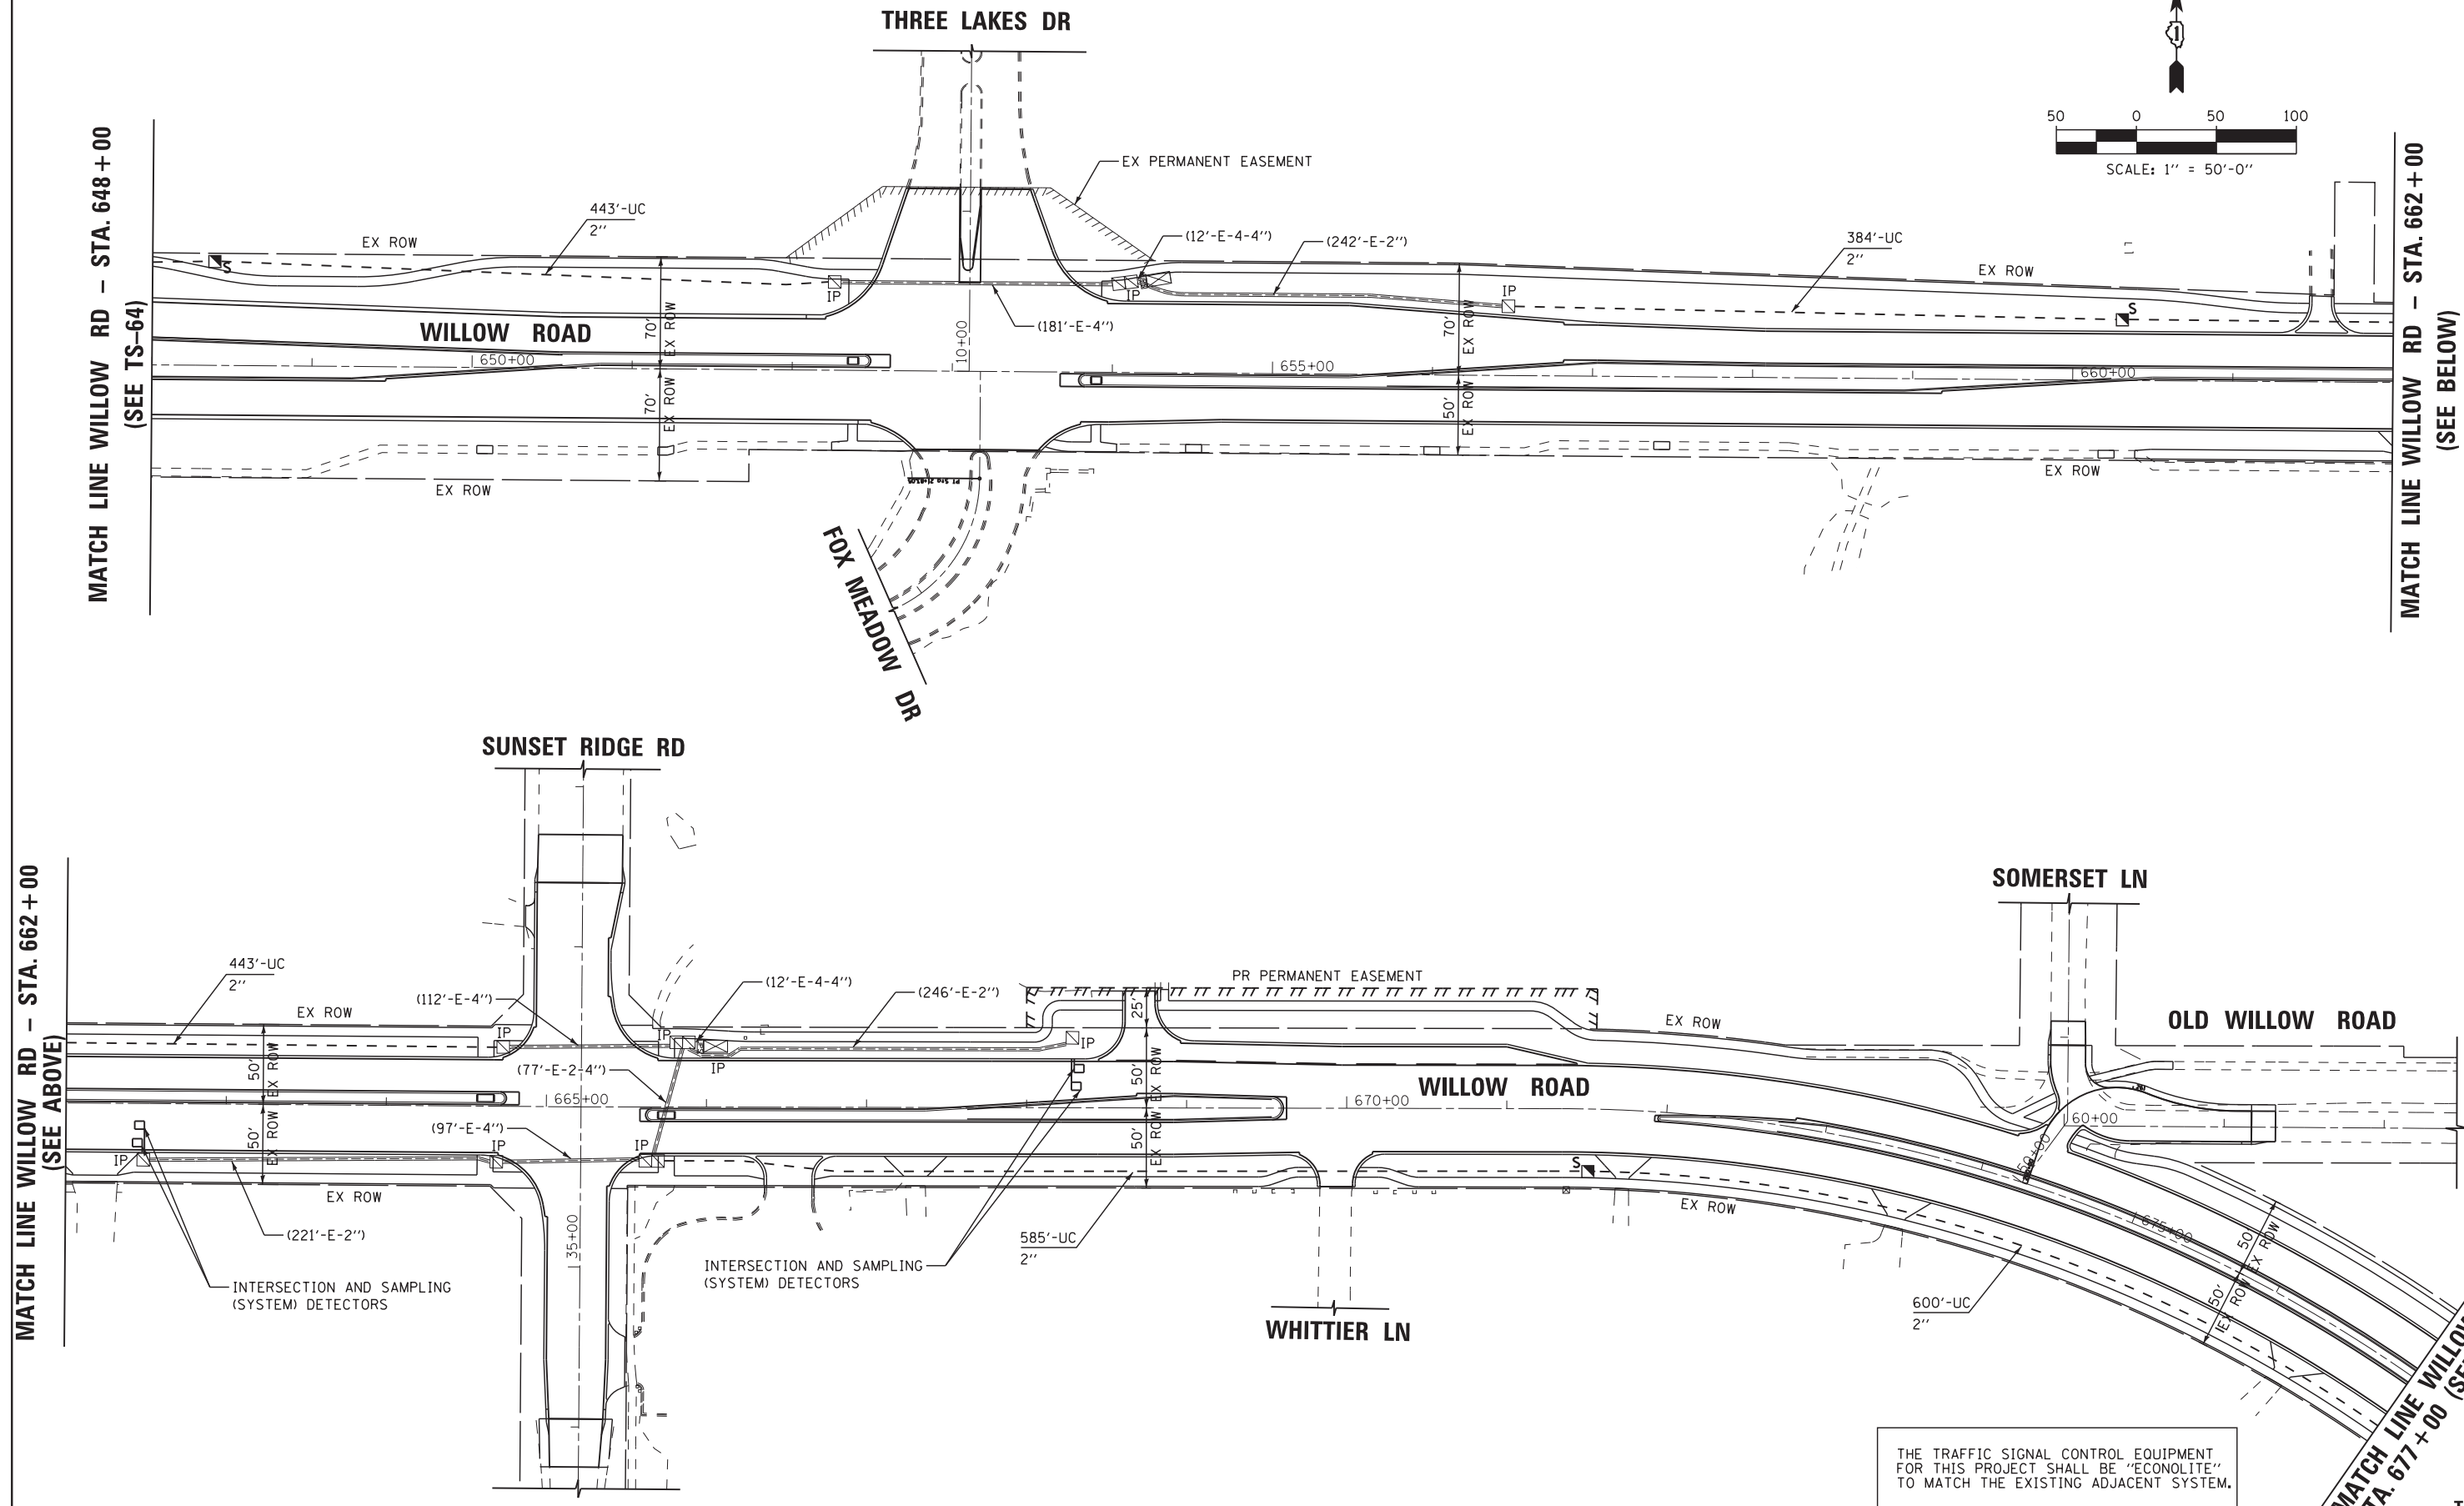 THREE LAKES DR
1
50 0 50 100
SCALE: 1'' = 50'-0''
MATCH LINE WILLOW RD - STA. 648+00
(SEE TS-64)
EX PERMANENT EASEMENT
443'-UC
2''
EX ROW
S
IP
(12'-E-4-4'')
(242'-E-2'')
IP
(181'-E-4'')
IP
384'-UC
2''
EX ROW
S
WILLOW ROAD
70'
EX ROW
70'
EX ROW
650+00
10+00
655+00
70'
EX ROW
50'
EX ROW
660+00
EX ROW
EX ROW
FOX MEADOW DR
MATCH LINE WILLOW RD - STA. 662+00
(SEE BELOW)
SUNSET RIDGE RD
MATCH LINE WILLOW RD - STA. 662+00
(SEE ABOVE)
443'-UC
2''
EX ROW
(112'-E-4'')
IP
IP
IP
(12'-E-4-4'')
(246'-E-2'')
IP
PR PERMANENT EASEMENT
25'
EX ROW
SOMERSET LN
OLD WILLOW ROAD
50'
EX ROW
50'
EX ROW
(77'-E-2-4'')
665+00
(97'-E-4'')
IP
IP
IP
50'
EX ROW
50'
EX ROW
670+00
WILLOW ROAD
60+00
50+00
675+00
EX ROW
(221'-E-2'')
INTERSECTION AND SAMPLING
(SYSTEM) DETECTORS
35+00
INTERSECTION AND SAMPLING
(SYSTEM) DETECTORS
585'-UC
2''
S
EX ROW
WHITTIER LN
600'-UC
2''
50'
EX ROW
50'
EX ROW
THE TRAFFIC SIGNAL CONTROL EQUIPMENT
FOR THIS PROJECT SHALL BE "ECONOLITE"
TO MATCH THE EXISTING ADJACENT SYSTEM.
MATCH LINE WILLOW
STA. 677+00